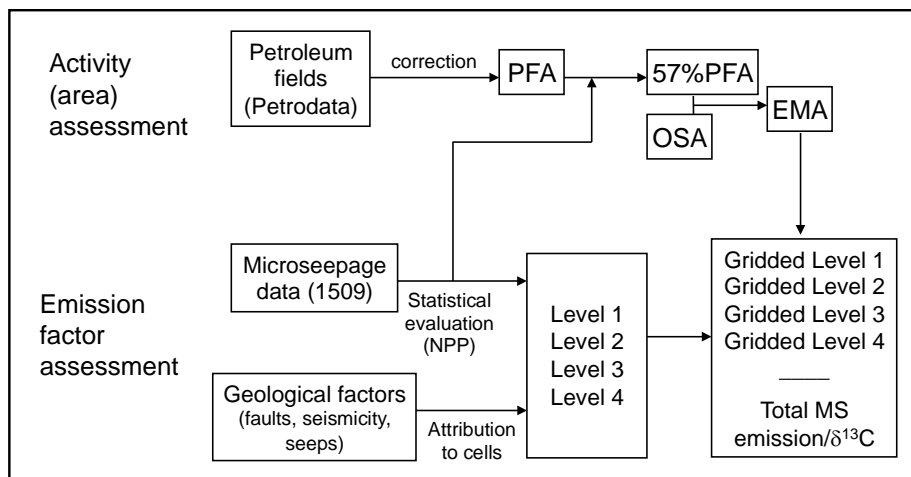 Activity
(area)
assessment
Petroleum
fields
(Petrodata)
correction
PFA
57%PFA
OSA
EMA
Emission
factor
assessment
Microseepage
data (1509)
Statistical
evaluation
(NPP)
Geological factors
(faults, seismicity,
seeps)
Attribution
to cells
Level 1
Level 2
Level 3
Level 4
Gridded Level 1
Gridded Level 2
Gridded Level 3
Gridded Level 4
Total MS
emission/δ¹³C